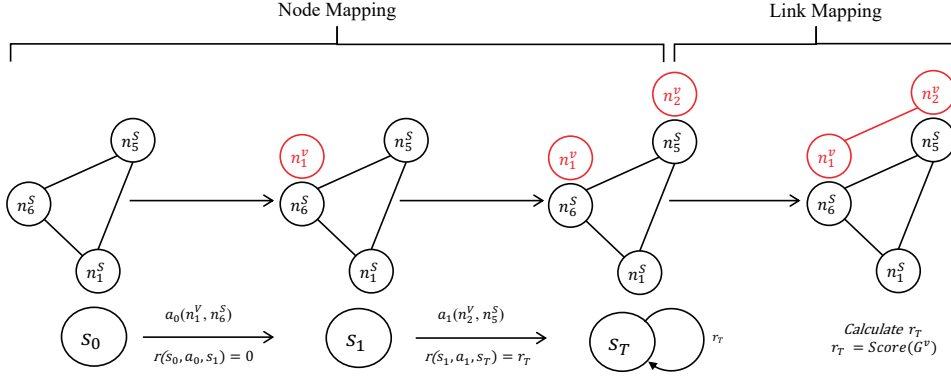 Node Mapping
Link Mapping
n_2^v
n_2^v
n_5^S
n_1^v
n_5^S
n_1^v
n_5^S
n_1^v
n_5^S
n_6^S
n_6^S
n_6^S
n_6^S
n_1^S
n_1^S
n_1^S
n_1^S
s_0
a_0(n_1^V, n_6^S)
r(s_0, a_0, s_1) = 0
s_1
a_1(n_2^V, n_5^S)
r(s_1, a_1, s_T) = r_T
s_T
r_T
Calculate r_T
r_T = Score(G^v)